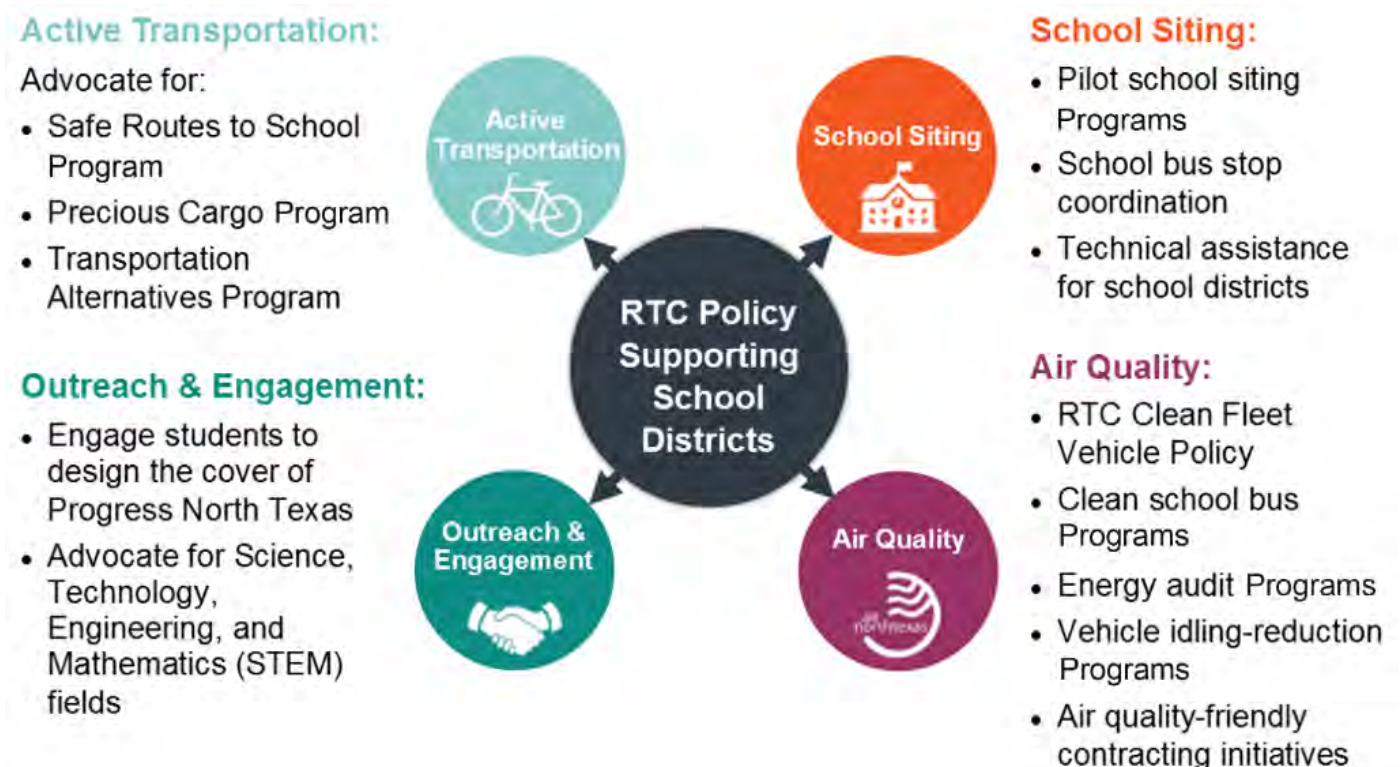 Active Transportation:
Advocate for:
• Safe Routes to School
Program
• Precious Cargo Program
• Transportation
Alternatives Program
Outreach & Engagement:
• Engage students to
design the cover of
Progress North Texas
• Advocate for Science,
Technology,
Engineering, and
Mathematics (STEM)
fields
Active
Transportation
School Siting
RTC Policy
Supporting
School
Districts
Outreach &
Engagement
Air Quality
air
northtexas
School Siting:
• Pilot school siting
Programs
• School bus stop
coordination
• Technical assistance
for school districts
Air Quality:
• RTC Clean Fleet
Vehicle Policy
• Clean school bus
Programs
• Energy audit Programs
• Vehicle idling-reduction
Programs
• Air quality-friendly
contracting initiatives